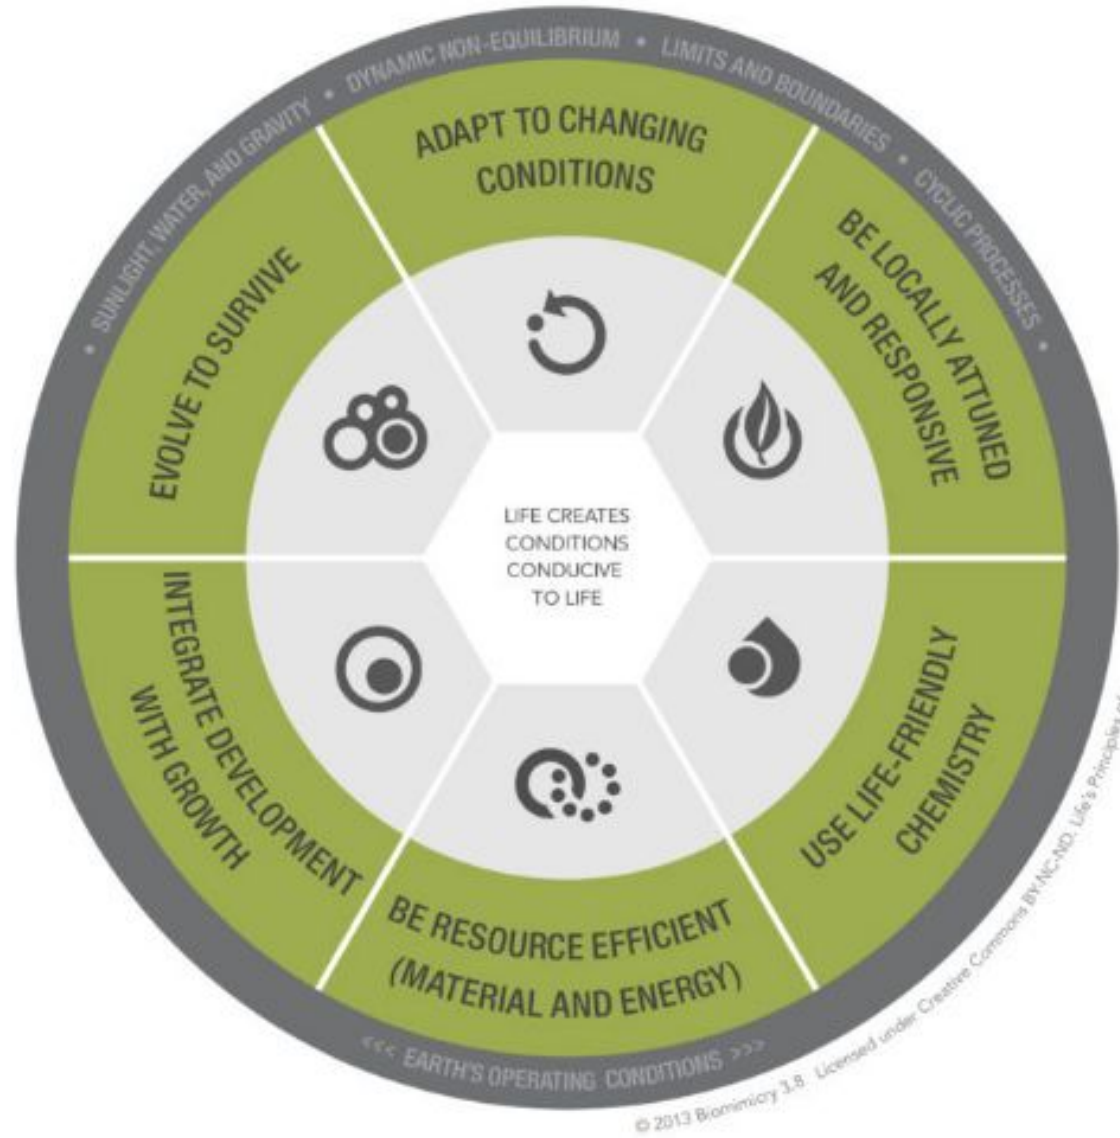 • SUNLIGHT, WATER, AND GRAVITY • DYNAMIC NON-EQUILIBRIUM • LIMITS AND BOUNDARIES • CYCLIC PROCESSES •
ADAPT TO CHANGING
CONDITIONS
BE LOCALLY ATTUNED
AND RESPONSIVE
USE LIFE-FRIENDLY
CHEMISTRY
BE RESOURCE EFFICIENT
(MATERIAL AND ENERGY)
INTEGRATE DEVELOPMENT
WITH GROWTH
EVOLVE TO SURVIVE
LIFE CREATES
CONDITIONS
CONDUCIVE
TO LIFE
<<< EARTH'S OPERATING CONDITIONS >>>
© 2013 Biomimicry 3.8 Licensed under Creative Commons BY-NC-ND. Life's Principles